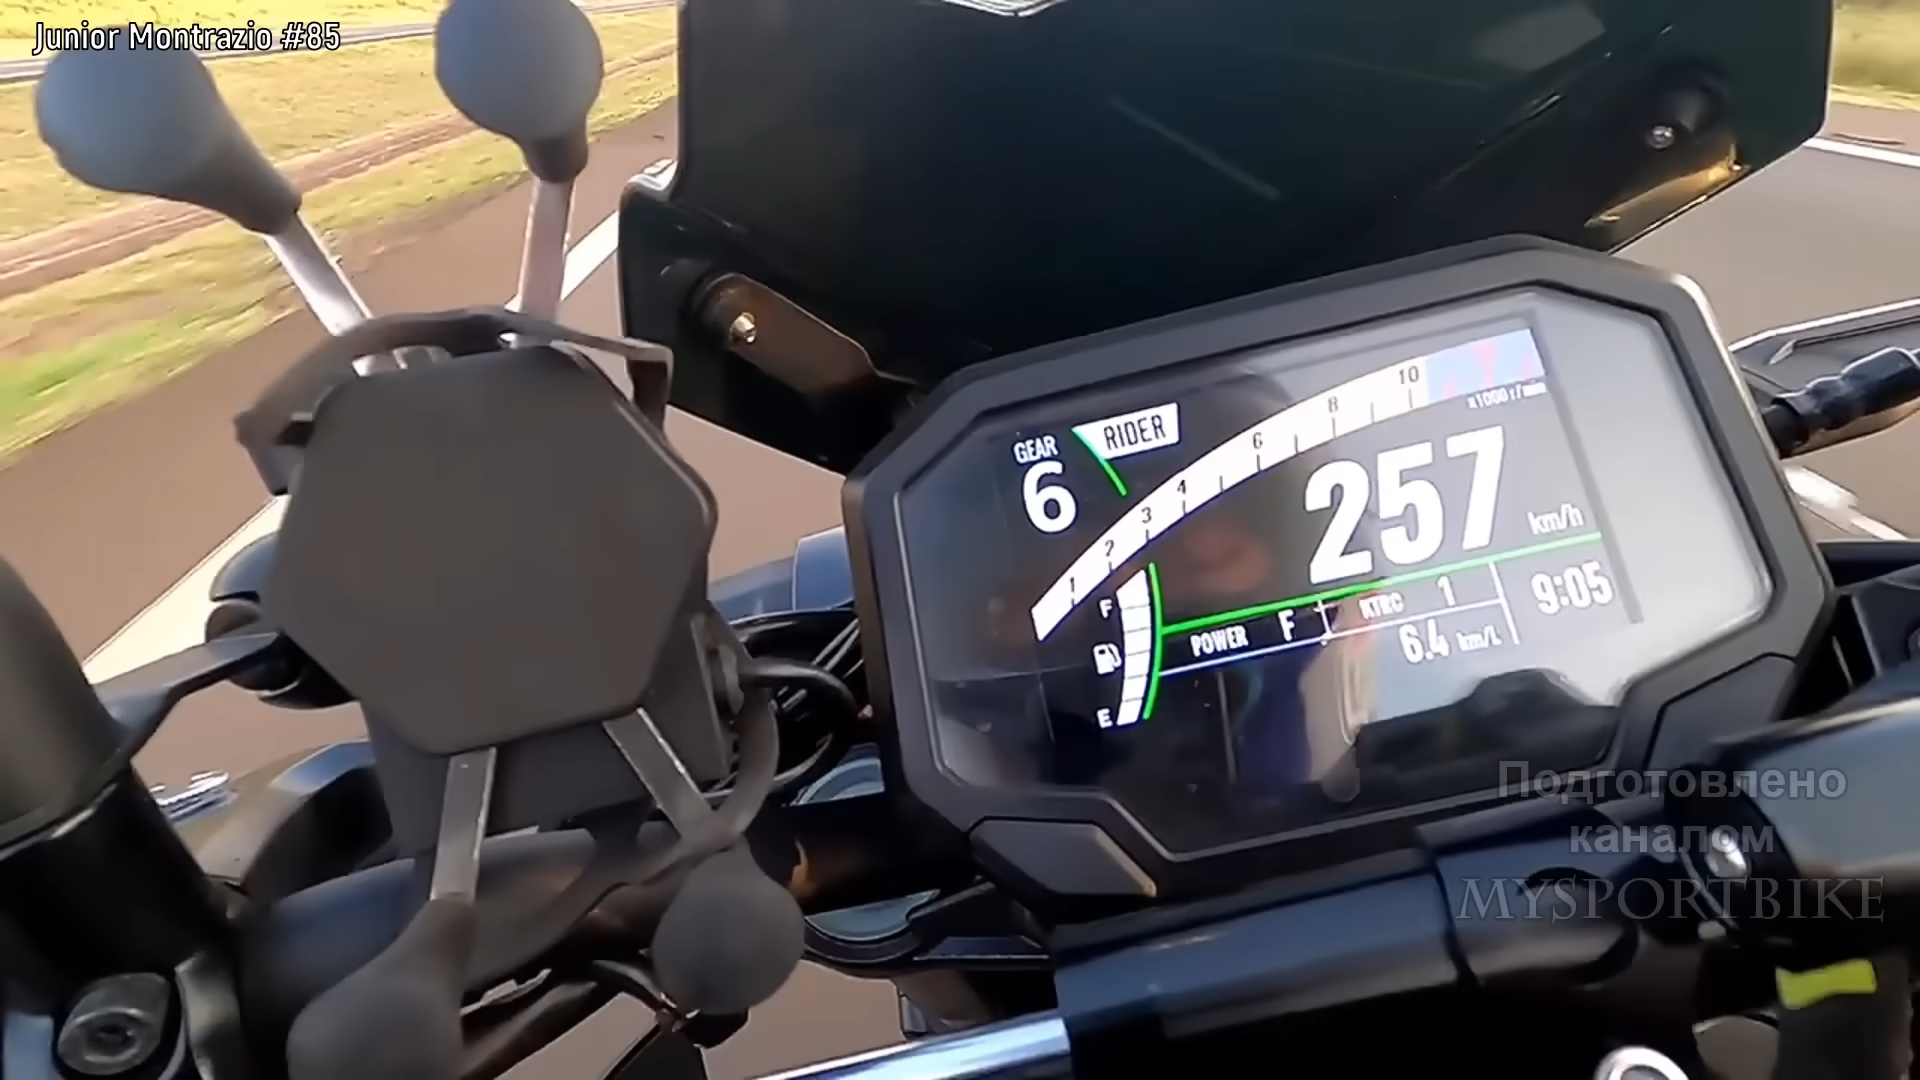 Junior Montrazio #85
10
x1000 r/min
8
GEAR
RIDER
6
6
4
257
km/h
3
2
1
F
9:05
KTRC 1
POWER F
6.4 km/L
E
Подготовлено
каналом
MYSPORTBIKE